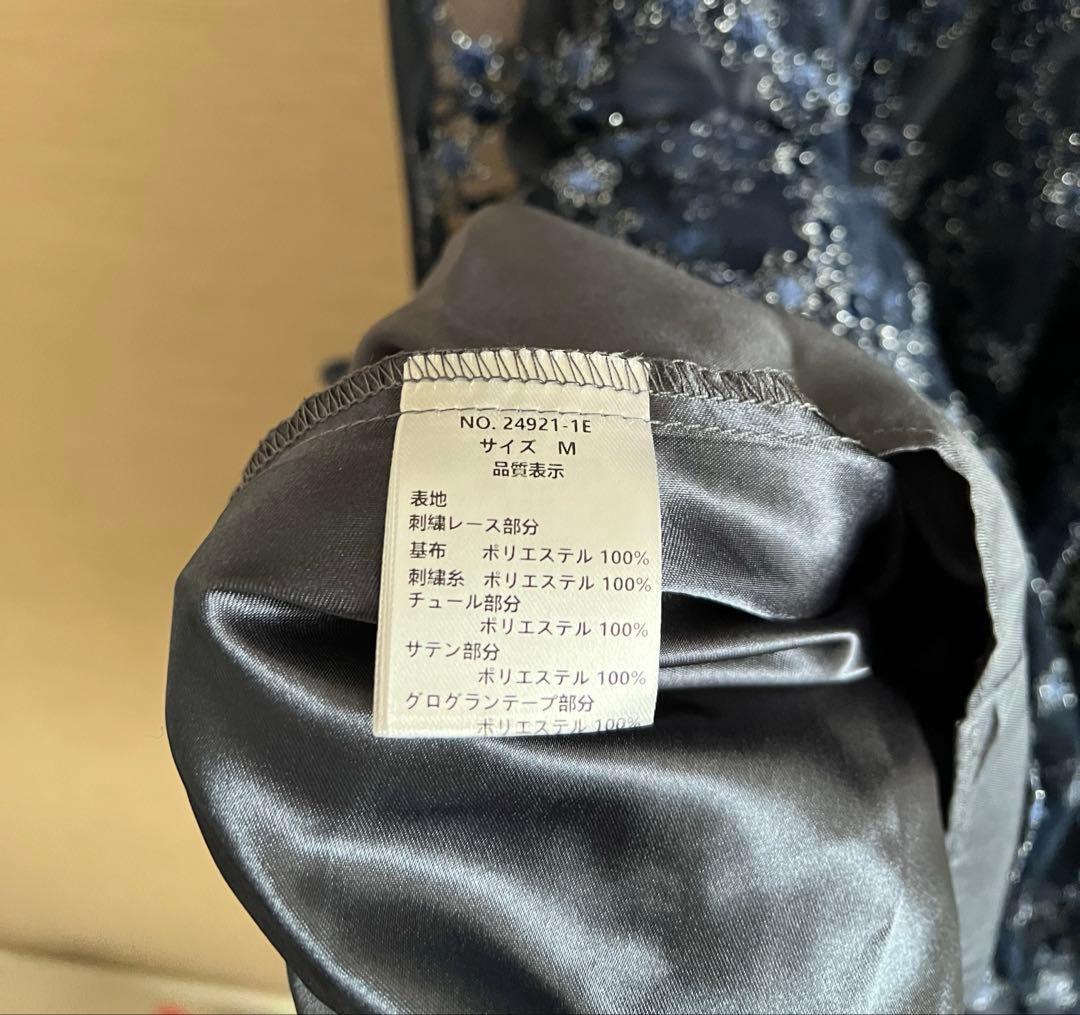 NO. 24921-1E
サイズ M
品質表示
表地
刺繍レース部分
基布 ポリエステル 100%
刺繍糸 ポリエステル 100%
チュール部分
ポリエステル 100%
サテン部分
ポリエステル 100%
グログランテープ部分
ポリエステル 100%